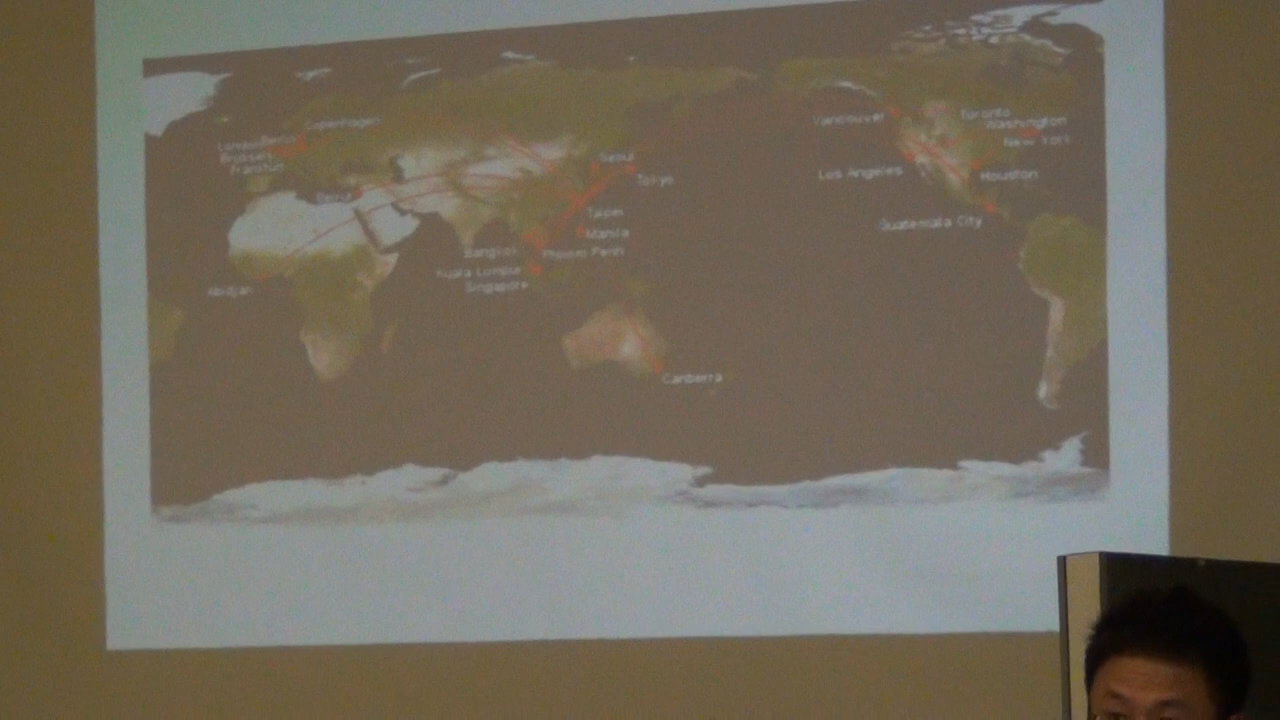 Copenhagen
London
Brussels
Frankfurt
Beirut
Abidjan
Seoul
Tokyo
Taipei
Manila
Bangkok
Phnom Penh
Kuala Lumpur
Singapore
Canberra
Vancouver
Toronto
Washington
New York
Los Angeles
Houston
Guatemala City